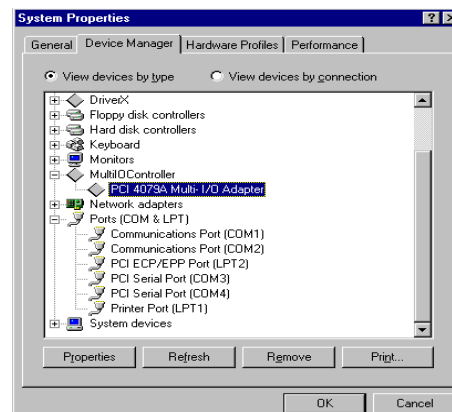 System Properties
General Device Manager Hardware Profiles Performance
View devices by type View devices by connection
DriverX
Floppy disk controllers
Hard disk controllers
Keyboard
Monitors
MultiIOController
PCI 4079A Multi- I/O Adapter
Network adapters
Ports (COM & LPT)
Communications Port (COM1)
Communications Port (COM2)
PCI ECP/EPP Port (LPT2)
PCI Serial Port (COM3)
PCI Serial Port (COM4)
Printer Port (LPT1)
System devices
Properties Refresh Remove Print...
OK Cancel